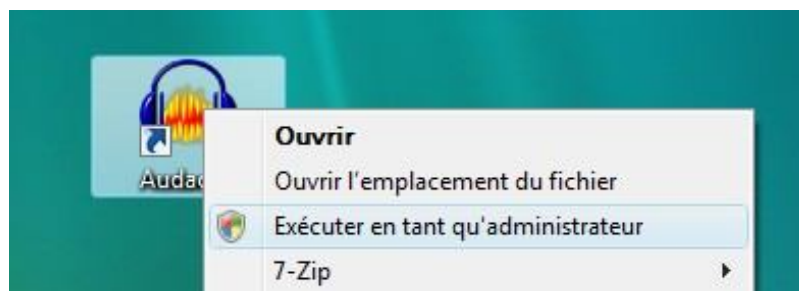 Ouvrir
Ouvrir l'emplacement du fichier
Exécuter en tant qu'administrateur
7-Zip